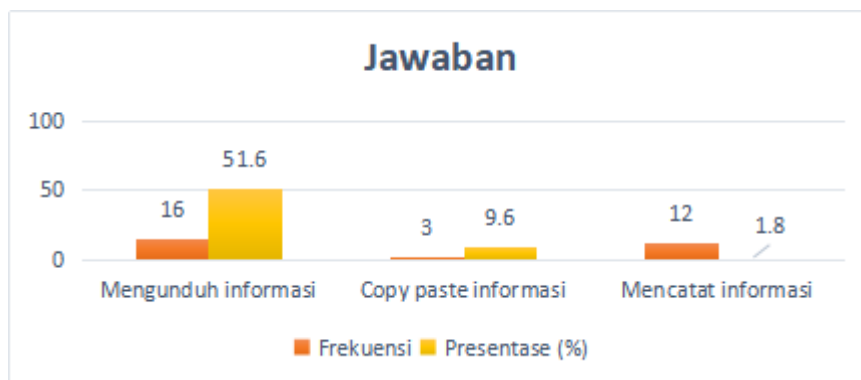 Jawaban
100
50
0
16
51.6
3
9.6
12
1.8
Mengunduh informasi
Copy paste informasi
Mencatat informasi
Frekuensi
Presentase (%)